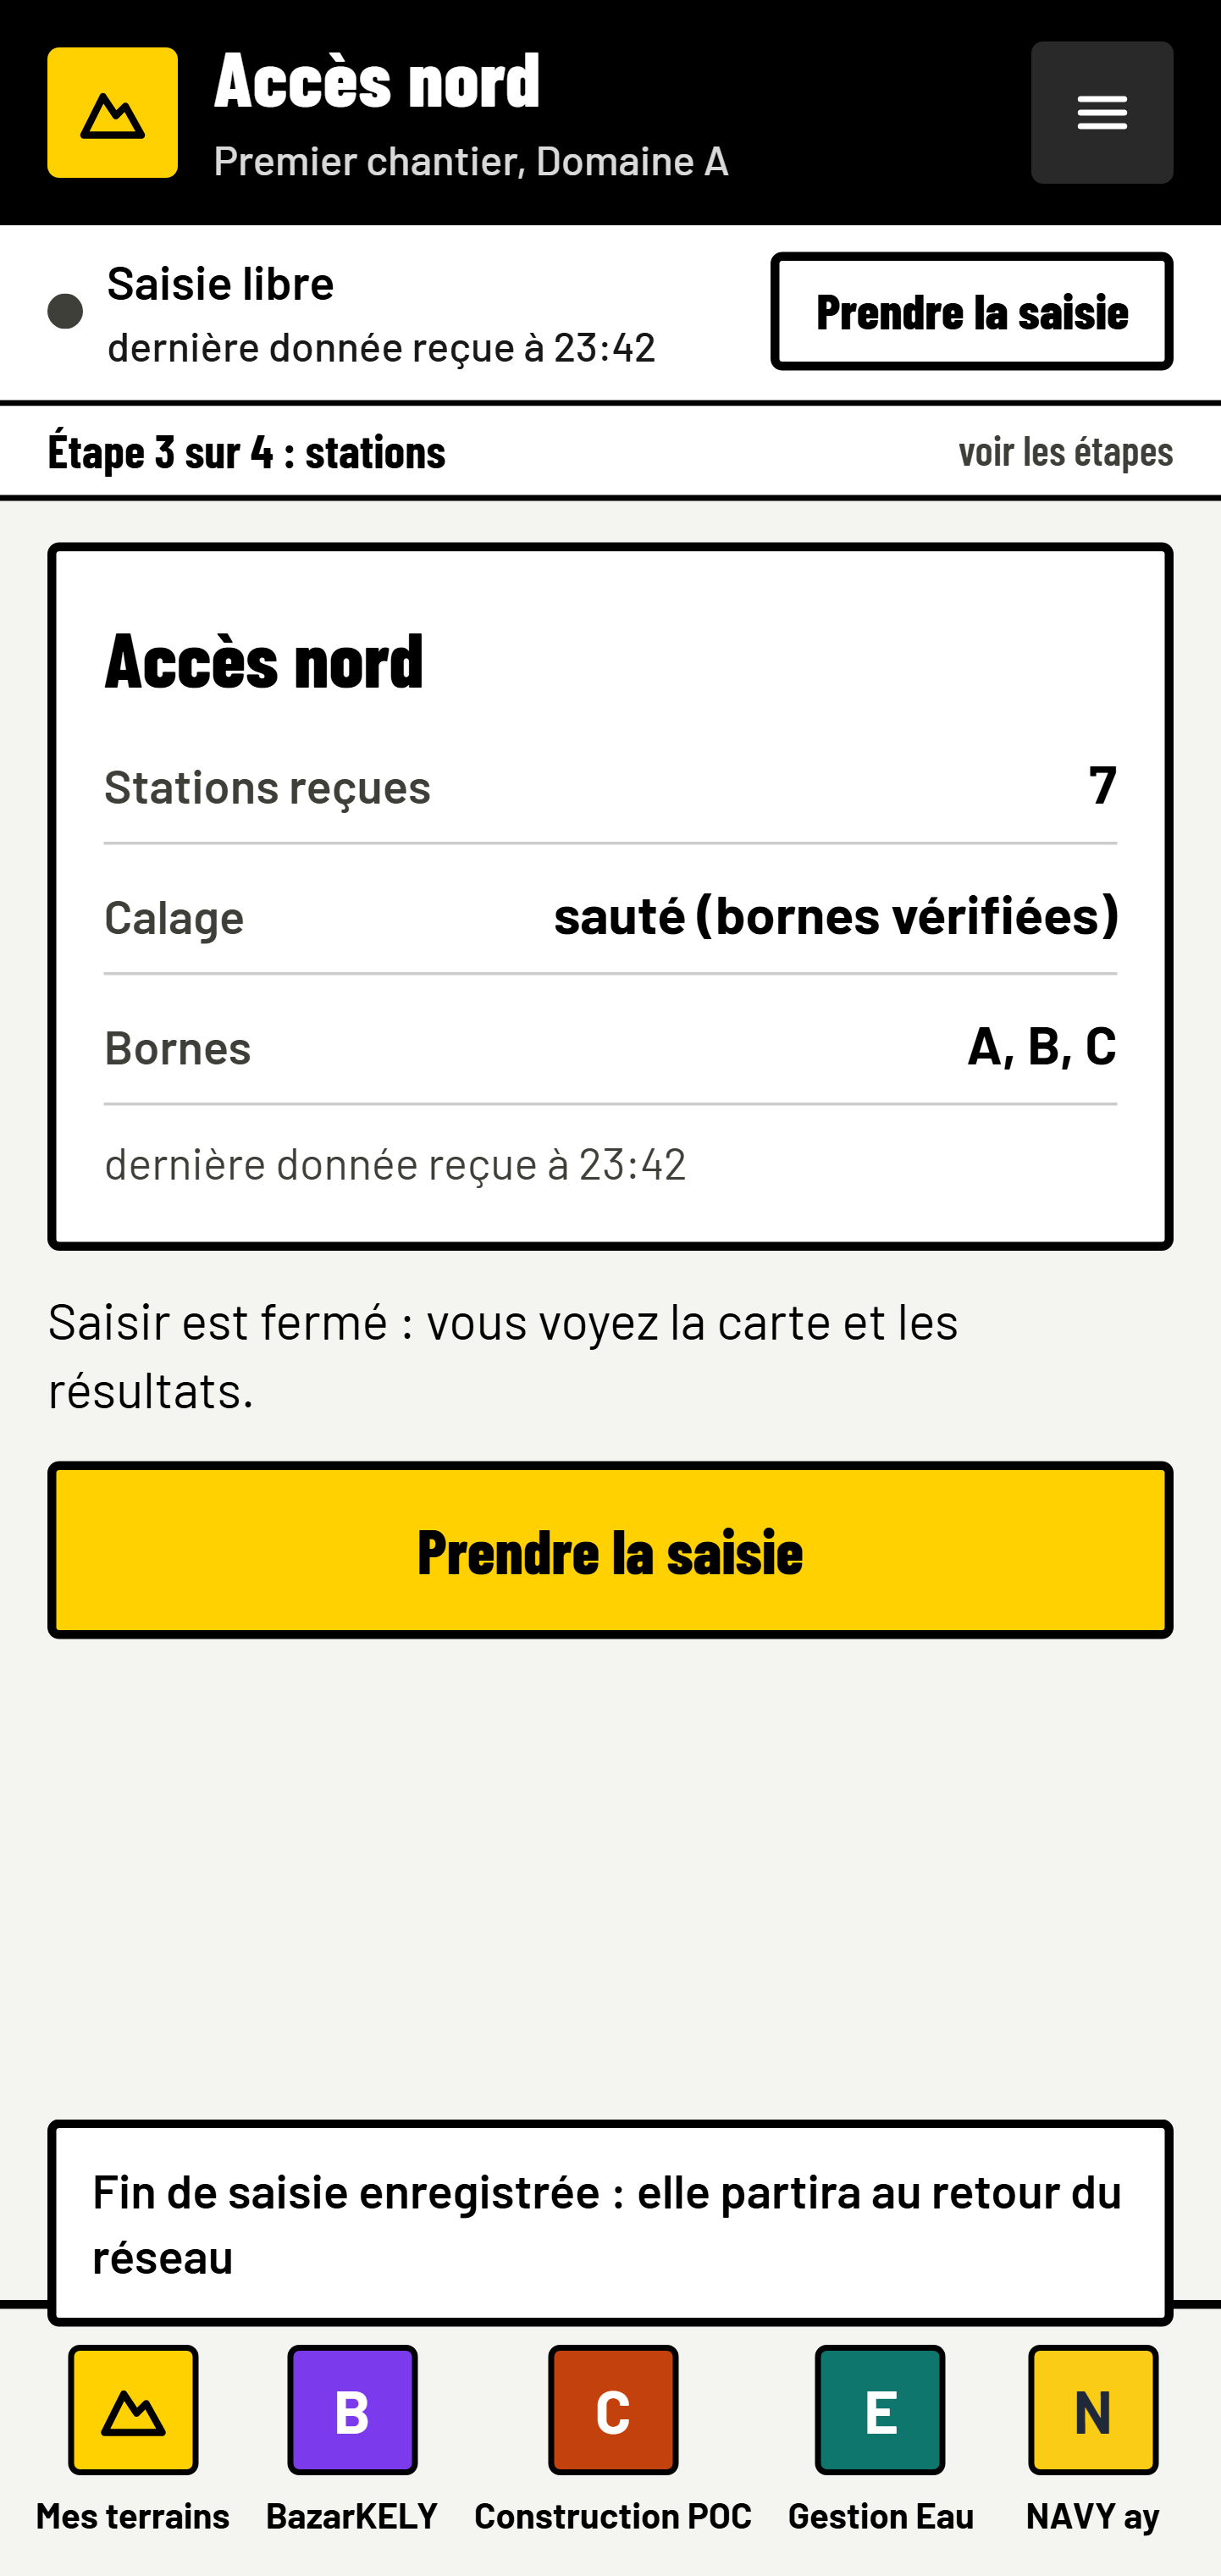 Accès nord
Premier chantier, Domaine A
Saisie libre
dernière donnée reçue à 23:42
Prendre la saisie
Étape 3 sur 4 : stations
voir les étapes
Accès nord
Stations reçues
7
Calage
sauté (bornes vérifiées)
Bornes
A, B, C
dernière donnée reçue à 23:42
Saisir est fermé : vous voyez la carte et les
résultats.
Prendre la saisie
Fin de saisie enregistrée : elle partira au retour du
réseau
B
C
E
N
Mes terrains
BazarKELY
Construction POC
Gestion Eau
NAVY ay